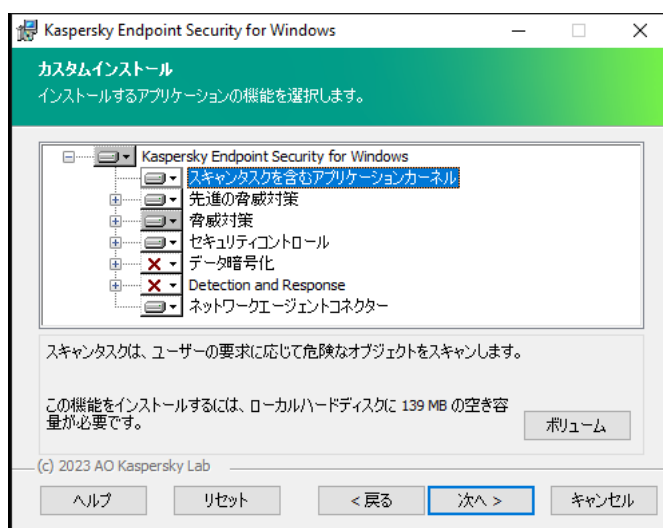 Kaspersky Endpoint Security for Windows
カスタムインストール
インストールするアプリケーションの機能を選択します。
Kaspersky Endpoint Security for Windows
スキャンタスクを含むアプリケーションカーネル
先進の脅威対策
脅威対策
セキュリティコントロール
データ暗号化
Detection and Response
ネットワークエージェントコネクター
スキャンタスクは、ユーザーの要求に応じて危険なオブジェクトをスキャンします。
この機能をインストールするには、ローカルハードディスクに 139 MB の空き容
量が必要です。
ボリューム
(c) 2023 AO Kaspersky Lab
ヘルプ リセット < 戻る 次へ > キャンセル